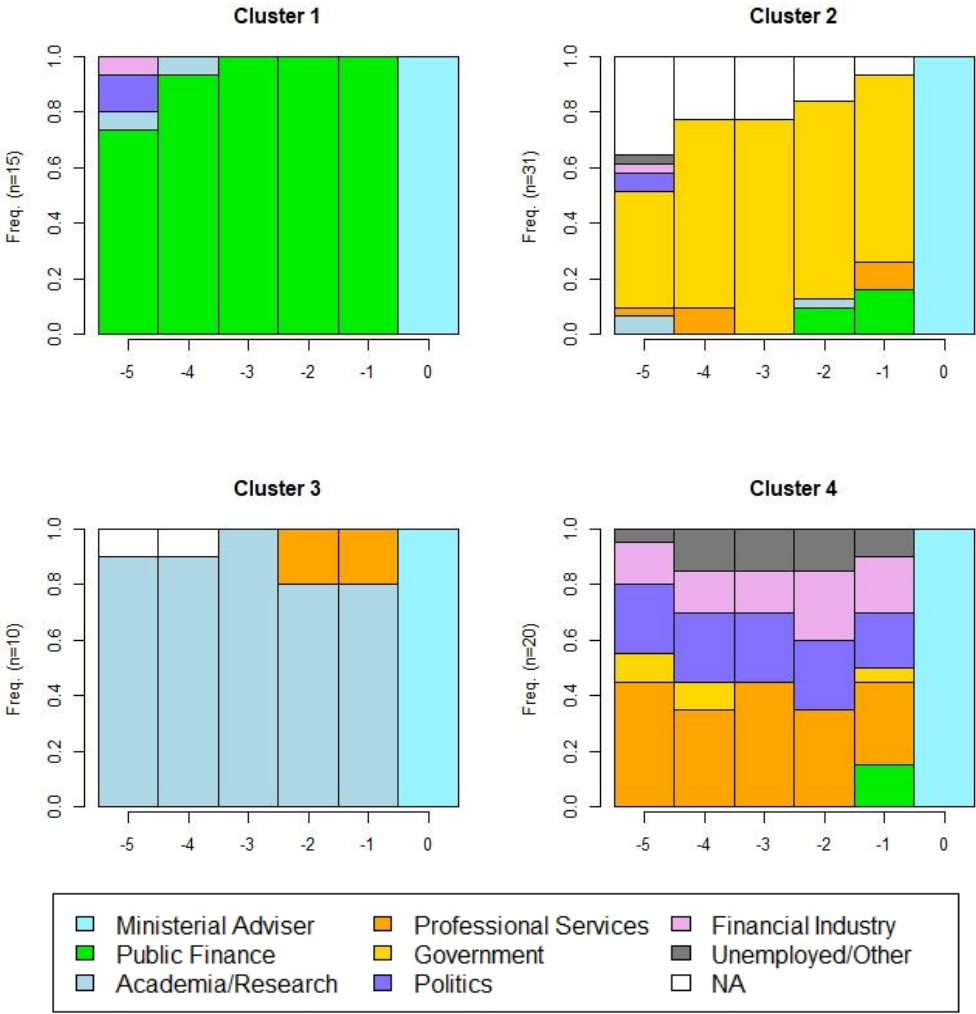 Cluster 1
Freq. (n=15)
1.0
0.8
0.6
0.4
0.2
0.0
-5 -4 -3 -2 -1 0
Cluster 2
Freq. (n=31)
1.0
0.8
0.6
0.4
0.2
0.0
-5 -4 -3 -2 -1 0
Cluster 3
Freq. (n=10)
1.0
0.8
0.6
0.4
0.2
0.0
-5 -4 -3 -2 -1 0
Cluster 4
Freq. (n=20)
1.0
0.8
0.6
0.4
0.2
0.0
-5 -4 -3 -2 -1 0
Ministerial Adviser
Public Finance
Academia/Research
Professional Services
Government
Politics
Financial Industry
Unemployed/Other
NA